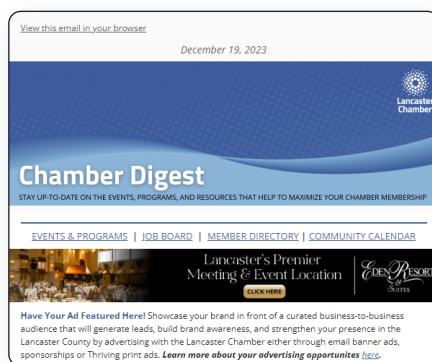 View this email in your browser
December 19, 2023
Lancaster
Chamber
Chamber Digest
STAY UP-TO-DATE ON THE EVENTS, PROGRAMS, AND RESOURCES THAT HELP TO MAXIMIZE YOUR CHAMBER MEMBERSHIP
EVENTS & PROGRAMS | JOB BOARD | MEMBER DIRECTORY | COMMUNITY CALENDAR
Lancaster's Premier
Meeting & Event Location
CLICK HERE
EDEN RESORT
& SUITES
Have Your Ad Featured Here! Showcase your brand in front of a curated business-to-business
audience that will generate leads, build brand awareness, and strengthen your presence in the
Lancaster County by advertising with the Lancaster Chamber either through email banner ads,
sponsorships or Thriving print ads. Learn more about your advertising opportunites here.